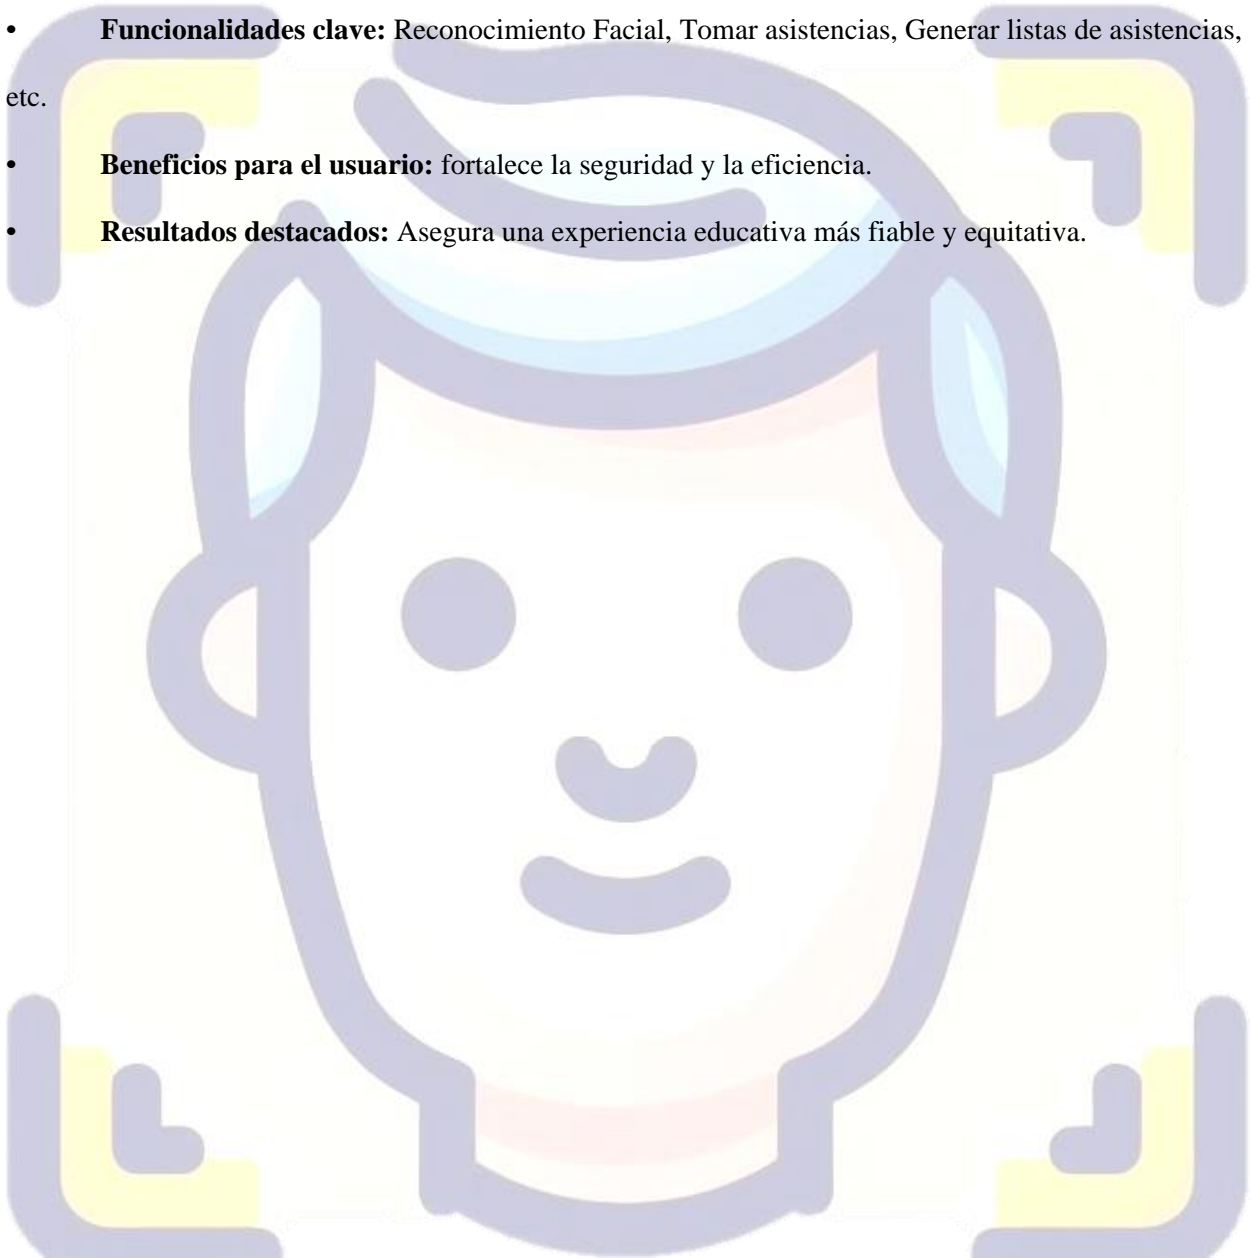 • Funcionalidades clave: Reconocimiento Facial, Tomar asistencias, Generar listas de asistencias,
etc.
• Beneficios para el usuario: fortalece la seguridad y la eficiencia.
• Resultados destacados: Asegura una experiencia educativa más fiable y equitativa.